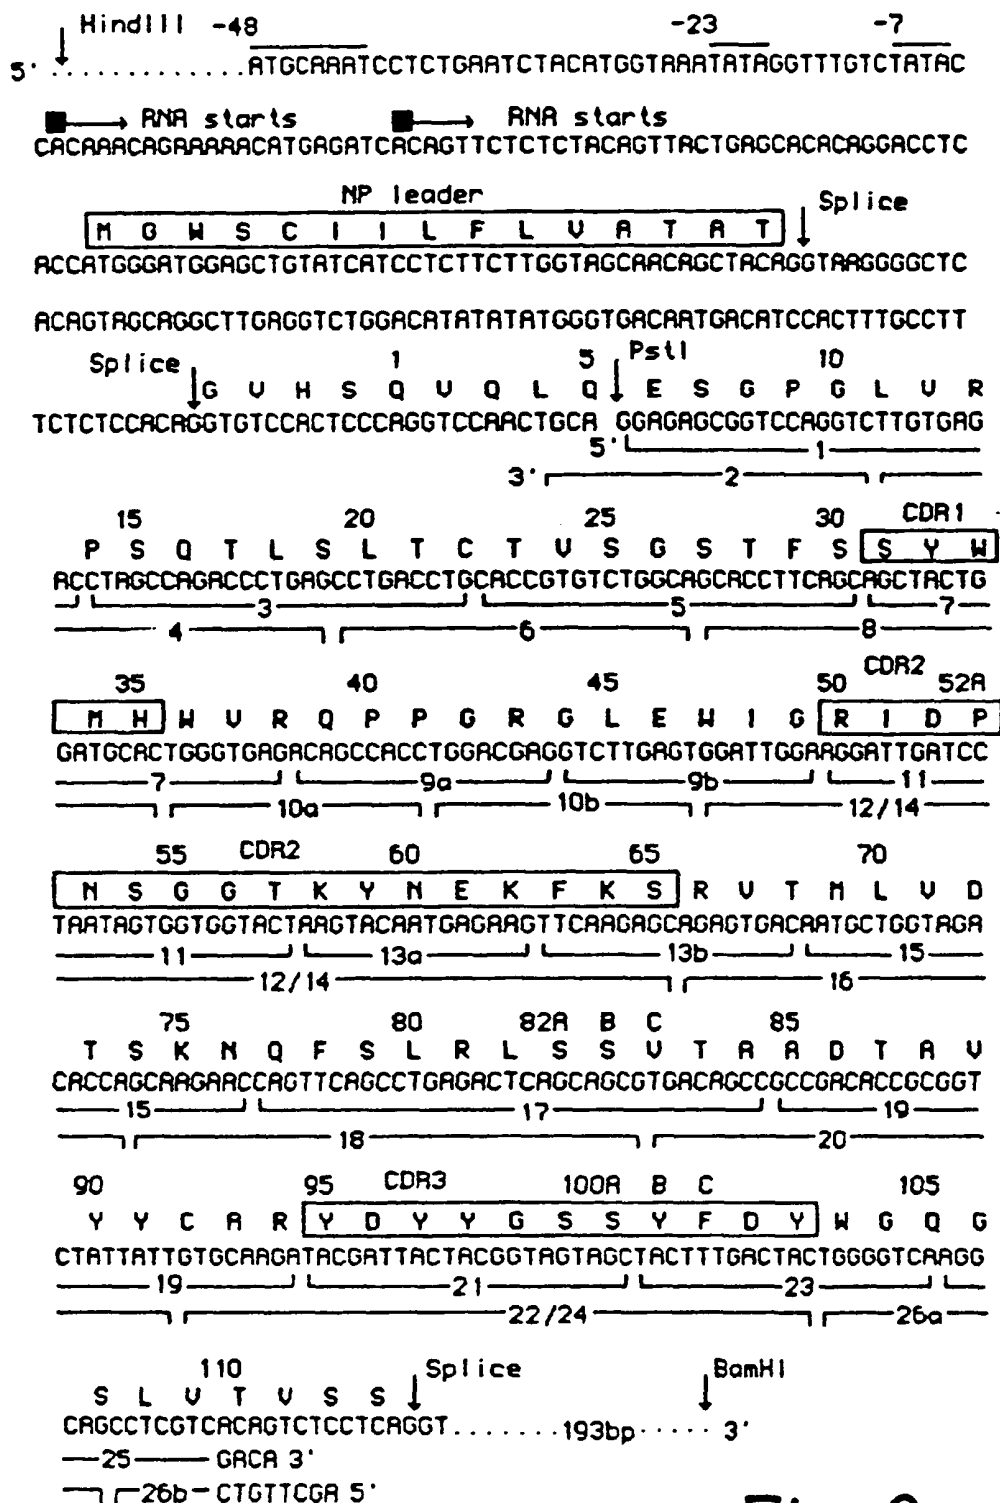 HindIII -48 -23 -7
5' .............ATGCAAATCCTCTGAATCTACATGGTAAATATAGGTTTGTCTATAC
RNA starts RNA starts
CACAAACAGAAAAACATGAGATCACAGTTCTCTCTACAGTTACTGAGCACACAGGACCTC
NP leader Splice
M G W S C I I L F L V A T A T
ACCATGGGATGGAGCTGTATCATCCTCTTCTTGGTAGCAACAGCTACAGGTAAGGGGCTC
ACAGTAGCAGGCTTGAGGTCTGGACATATATATGGGTGACAATGACATCCACTTTGCCTT
Splice 1 5 PstI 10
G V H S Q V Q L Q E S G P G L V R
TCTCTCCACAGGTGTCCACTCCCAGGTCCAACTGCA GGAGAGCGGTCCAGGTCTTGTGAG
5' 1
3' 2
15 20 25 30 CDR1
P S Q T L S L T C T V S G S T F S S Y W
ACCTAGCCAGACCCTGAGCCTGACCTGCACCGTGTCTGGCAGCACCTTCAGCAGCTACTG
3 5 7
4 6 8
35 40 45 50 CDR2 52A
M H W V R Q P P G R G L E W I G R I D P
GATGCACTGGGTGAGACAGCCACCTGGACGAGGTCTTGAGTGGATTGGAAGGATTGATCC
7 9a 9b 11
10a 10b 12/14
55 CDR2 60 65 70
N S G G T K Y N E K F K S R V T M L V D
TAATAGTGGTGGTACTAAGTACAATGAGAAGTTCAAGAGCAGAGTGACAATGCTGGTAGA
11 13a 13b 15
12/14 16
75 80 82A B C 85
T S K N Q F S L R L S S V T A A D T A V
CACCAGCAAGAACCAGTTCAGCCTGAGACTCAGCAGCGTGACAGCCGCCGACACCGCGGT
15 17 19
18 20
90 95 CDR3 100A B C 105
Y Y C A R Y D Y Y G S S Y F D Y W G Q G
CTATTATTGTGCAAGATACGATTACTACGGTAGTAGCTACTTTGACTACTGGGGTCAAGG
19 21 23
22/24 26a
110 Splice BamHI
S L V T V S S
CAGCCTCGTCACAGTCTCCTCAGGT.......193bp..... 3'
25 GACA 3'
26b CTGTTCGA 5'